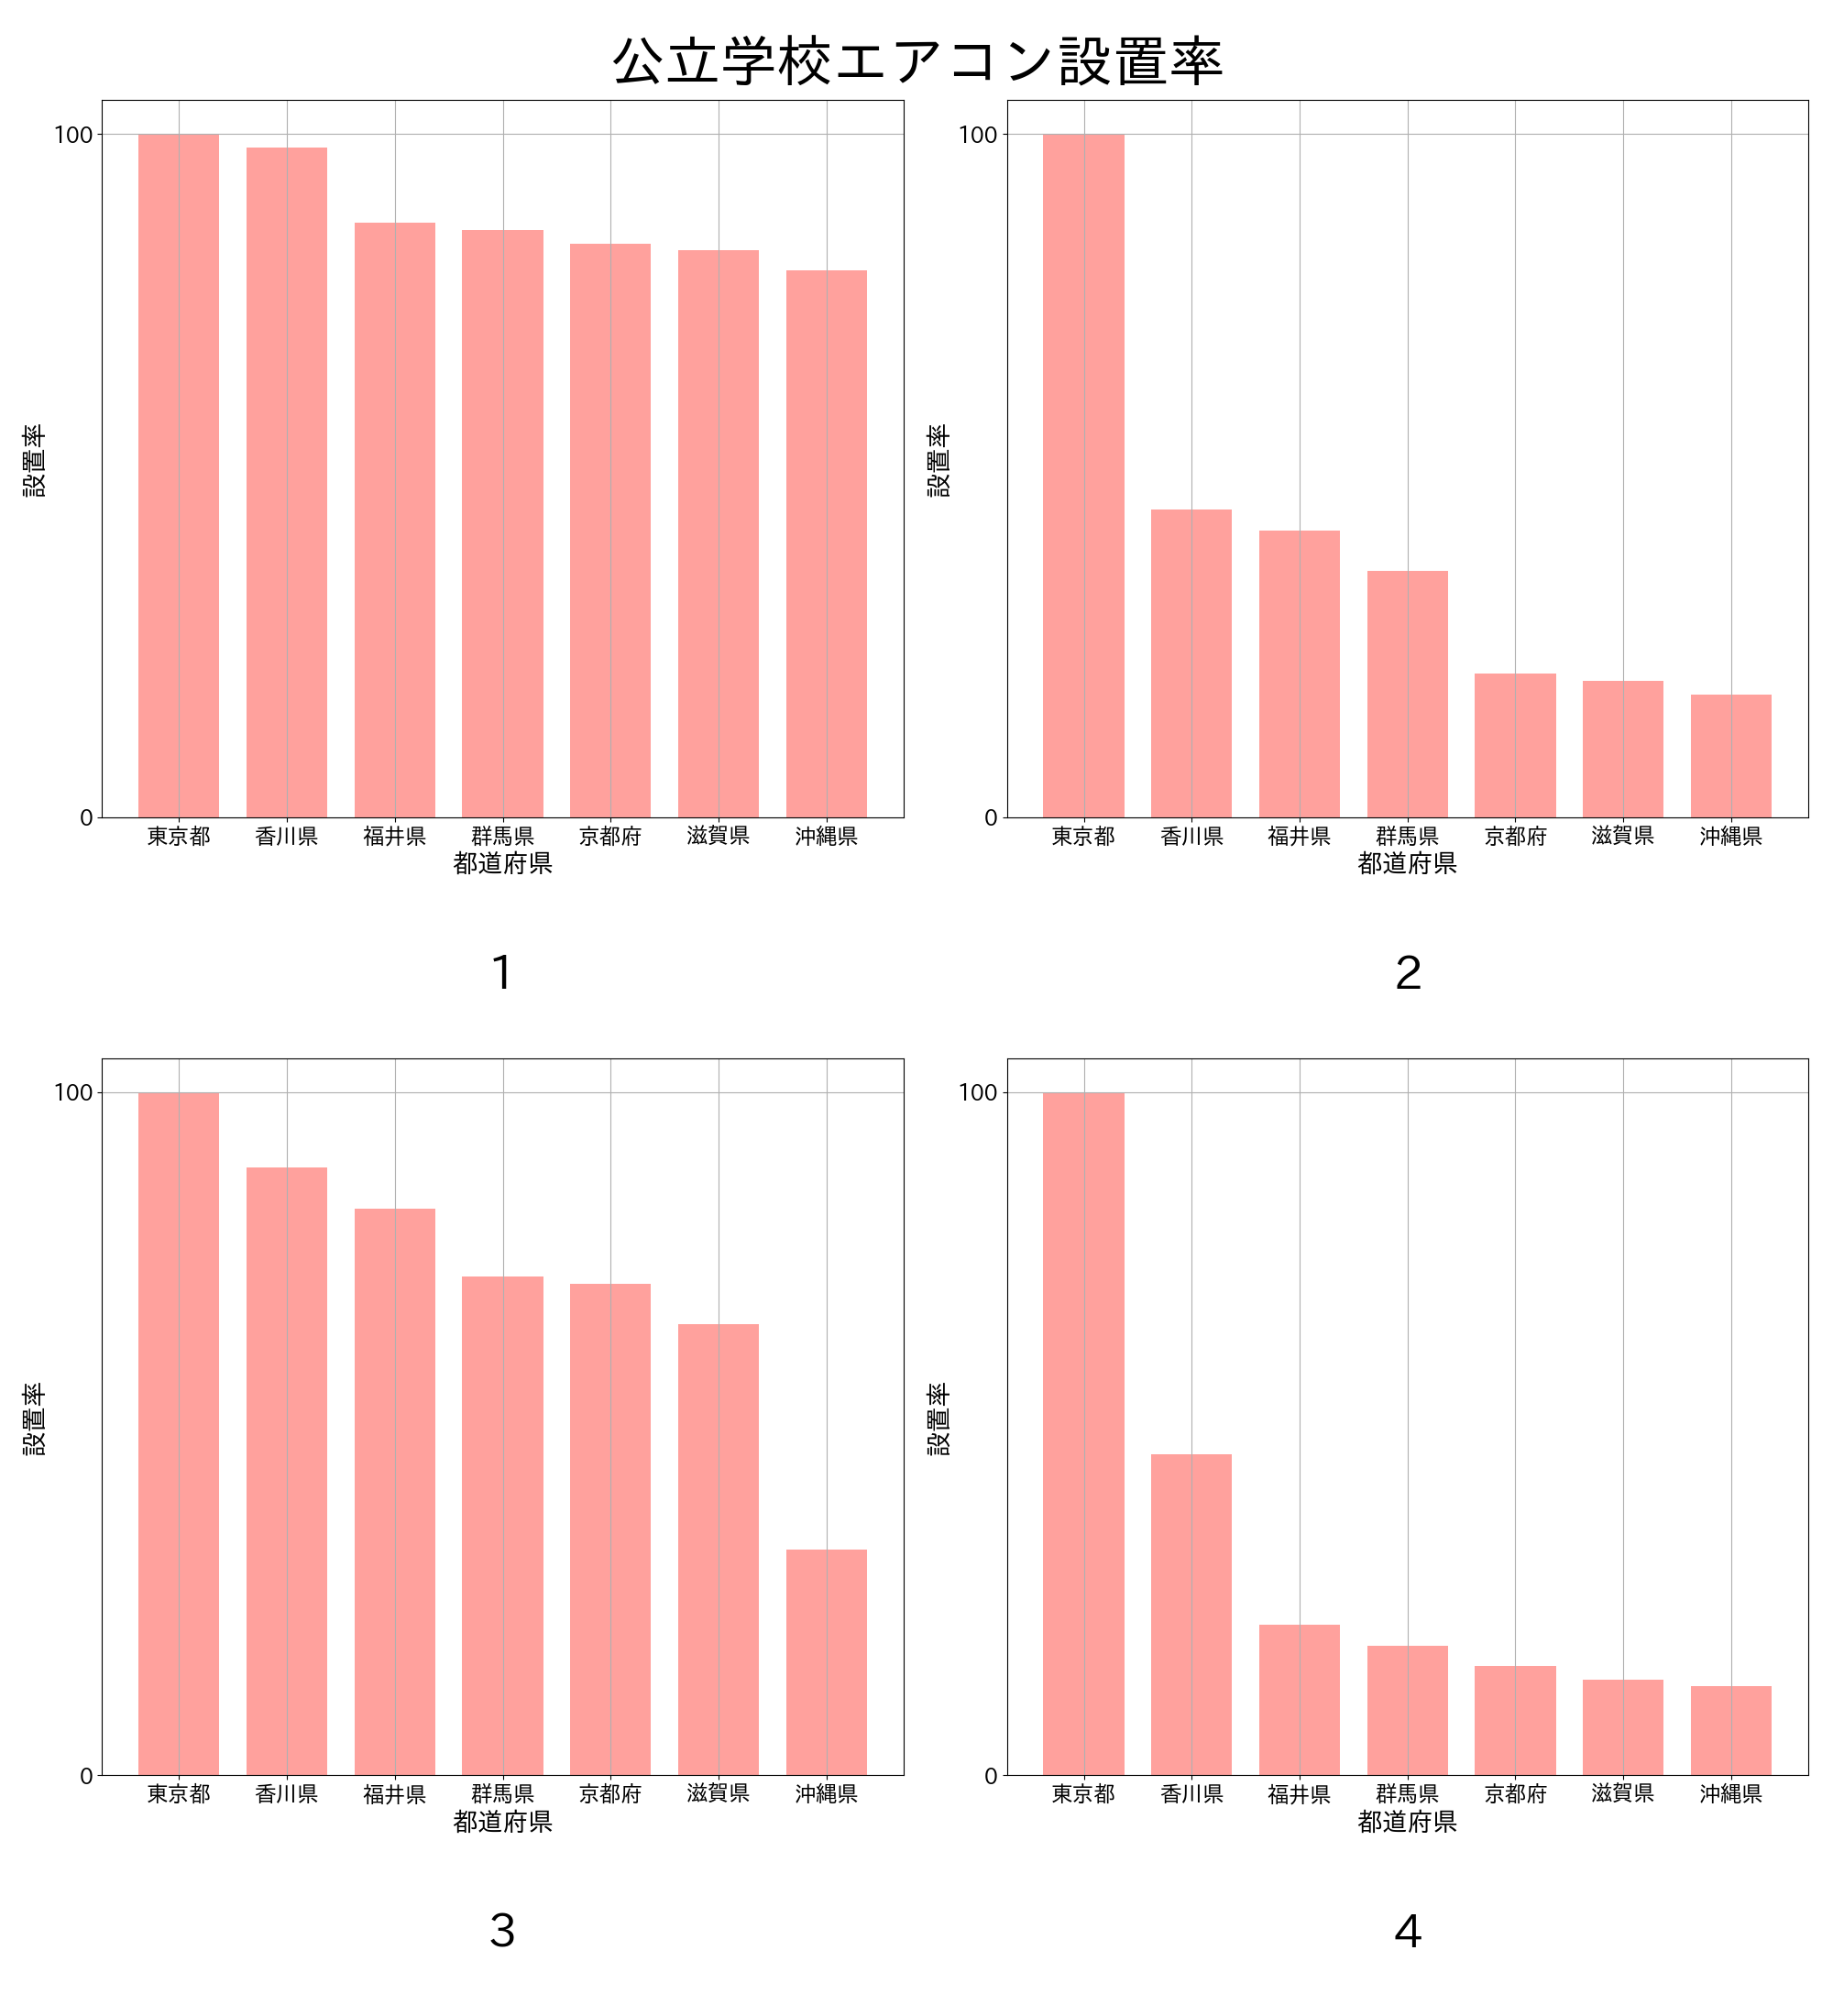 公立学校エアコン設置率
100
設置率
0
東京都 香川県 福井県 群馬県 京都府 滋賀県 沖縄県
都道府県
1
100
設置率
0
東京都 香川県 福井県 群馬県 京都府 滋賀県 沖縄県
都道府県
2
100
設置率
0
東京都 香川県 福井県 群馬県 京都府 滋賀県 沖縄県
都道府県
3
100
設置率
0
東京都 香川県 福井県 群馬県 京都府 滋賀県 沖縄県
都道府県
4